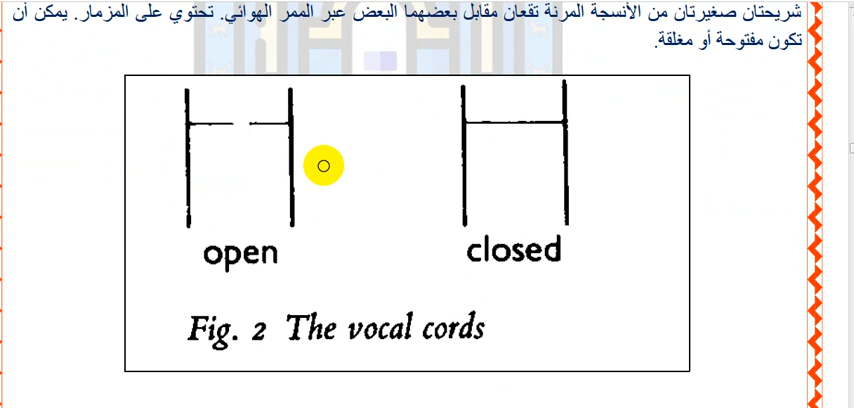 شريحتان صغيرتان من الأنسجة المرنة تقعان مقابل بعضهما البعض عبر الممر الهوائي. تحتوي على المزمار. يمكن أن
تكون مفتوحة أو مغلقة.
open
closed
Fig. 2 The vocal cords